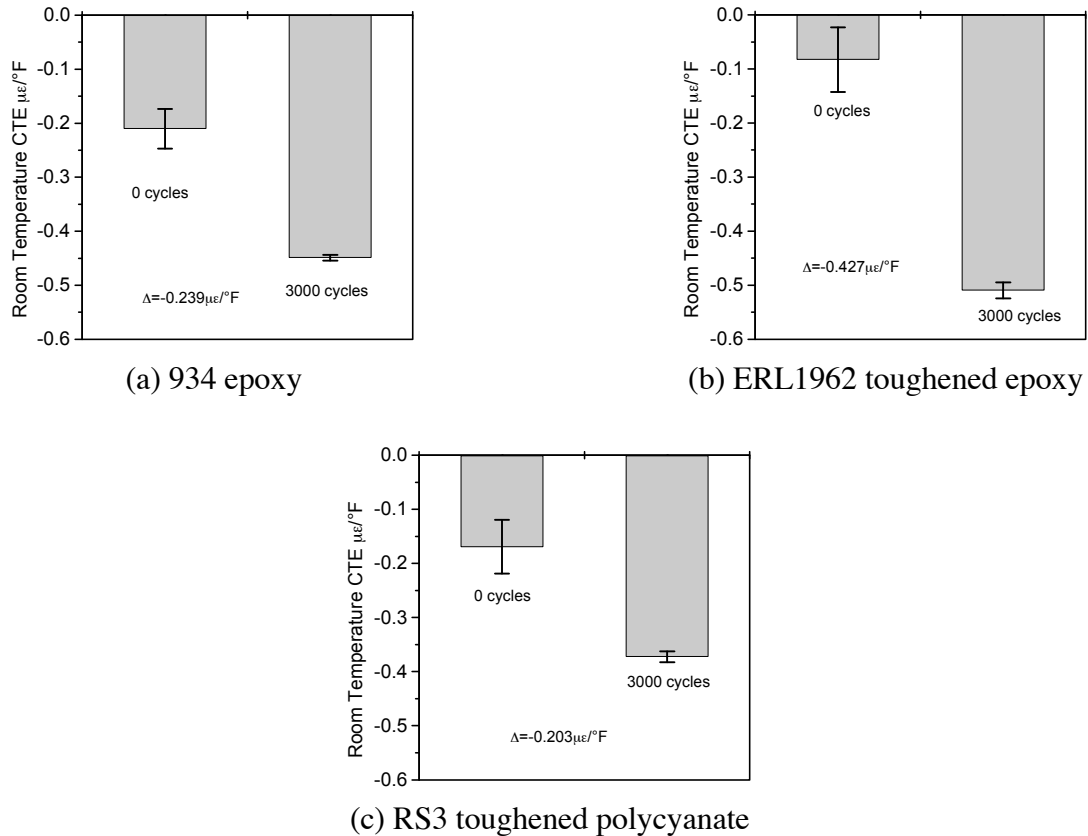 0.0
-0.1
-0.2
-0.3
-0.4
-0.5
-0.6
Room Temperature CTE με/°F
0 cycles
3000 cycles
Δ=-0.239με/°F
(a) 934 epoxy
0.0
-0.1
-0.2
-0.3
-0.4
-0.5
-0.6
Room Temperature CTE με/°F
0 cycles
Δ=-0.427με/°F
3000 cycles
(b) ERL1962 toughened epoxy
0.0
-0.1
-0.2
-0.3
-0.4
-0.5
-0.6
Room Temperature CTE με/°F
0 cycles
3000 cycles
Δ=-0.203με/°F
(c) RS3 toughened polycyanate